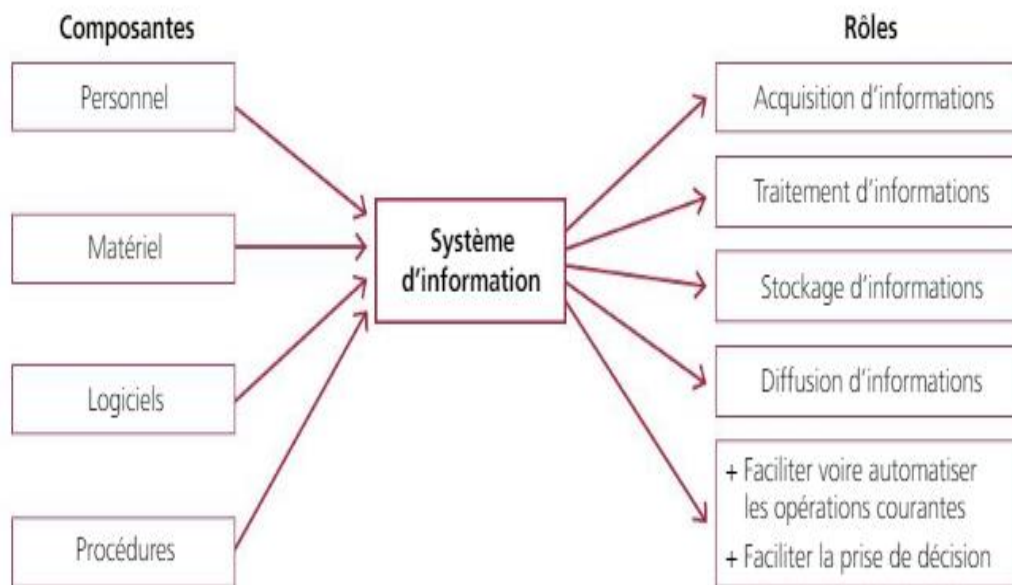 Composantes
Personnel
Matériel
Logiciels
Procédures
Système
d'information
Rôles
Acquisition d'informations
Traitement d'informations
Stockage d'informations
Diffusion d'informations
+ Faciliter voire automatiser
les opérations courantes
+ Faciliter la prise de décision